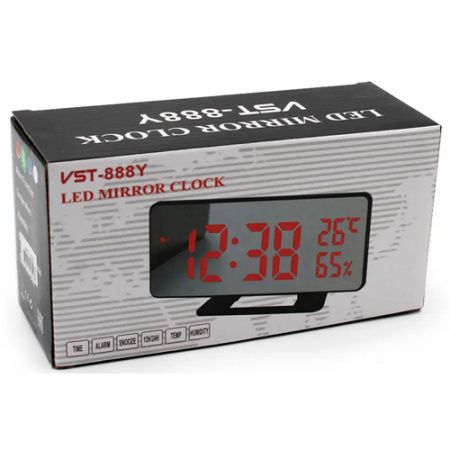 VST-888Y
LED MIRROR CLOCK
VST-888Y
LED MIRROR CLOCK
12:38
26°C
65%
TIME
ALARM
SNOOZE
12H/24H
TEMP
HUMIDITY